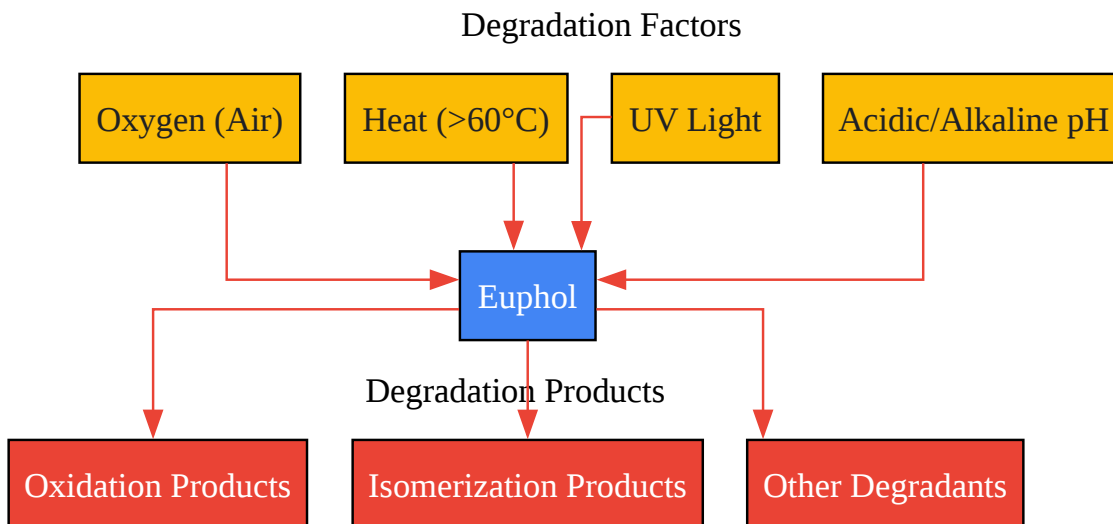 Degradation Factors
Oxygen (Air)
Heat (>60°C)
UV Light
Acidic/Alkaline pH
Euphol
Degradation Products
Oxidation Products
Isomerization Products
Other Degradants